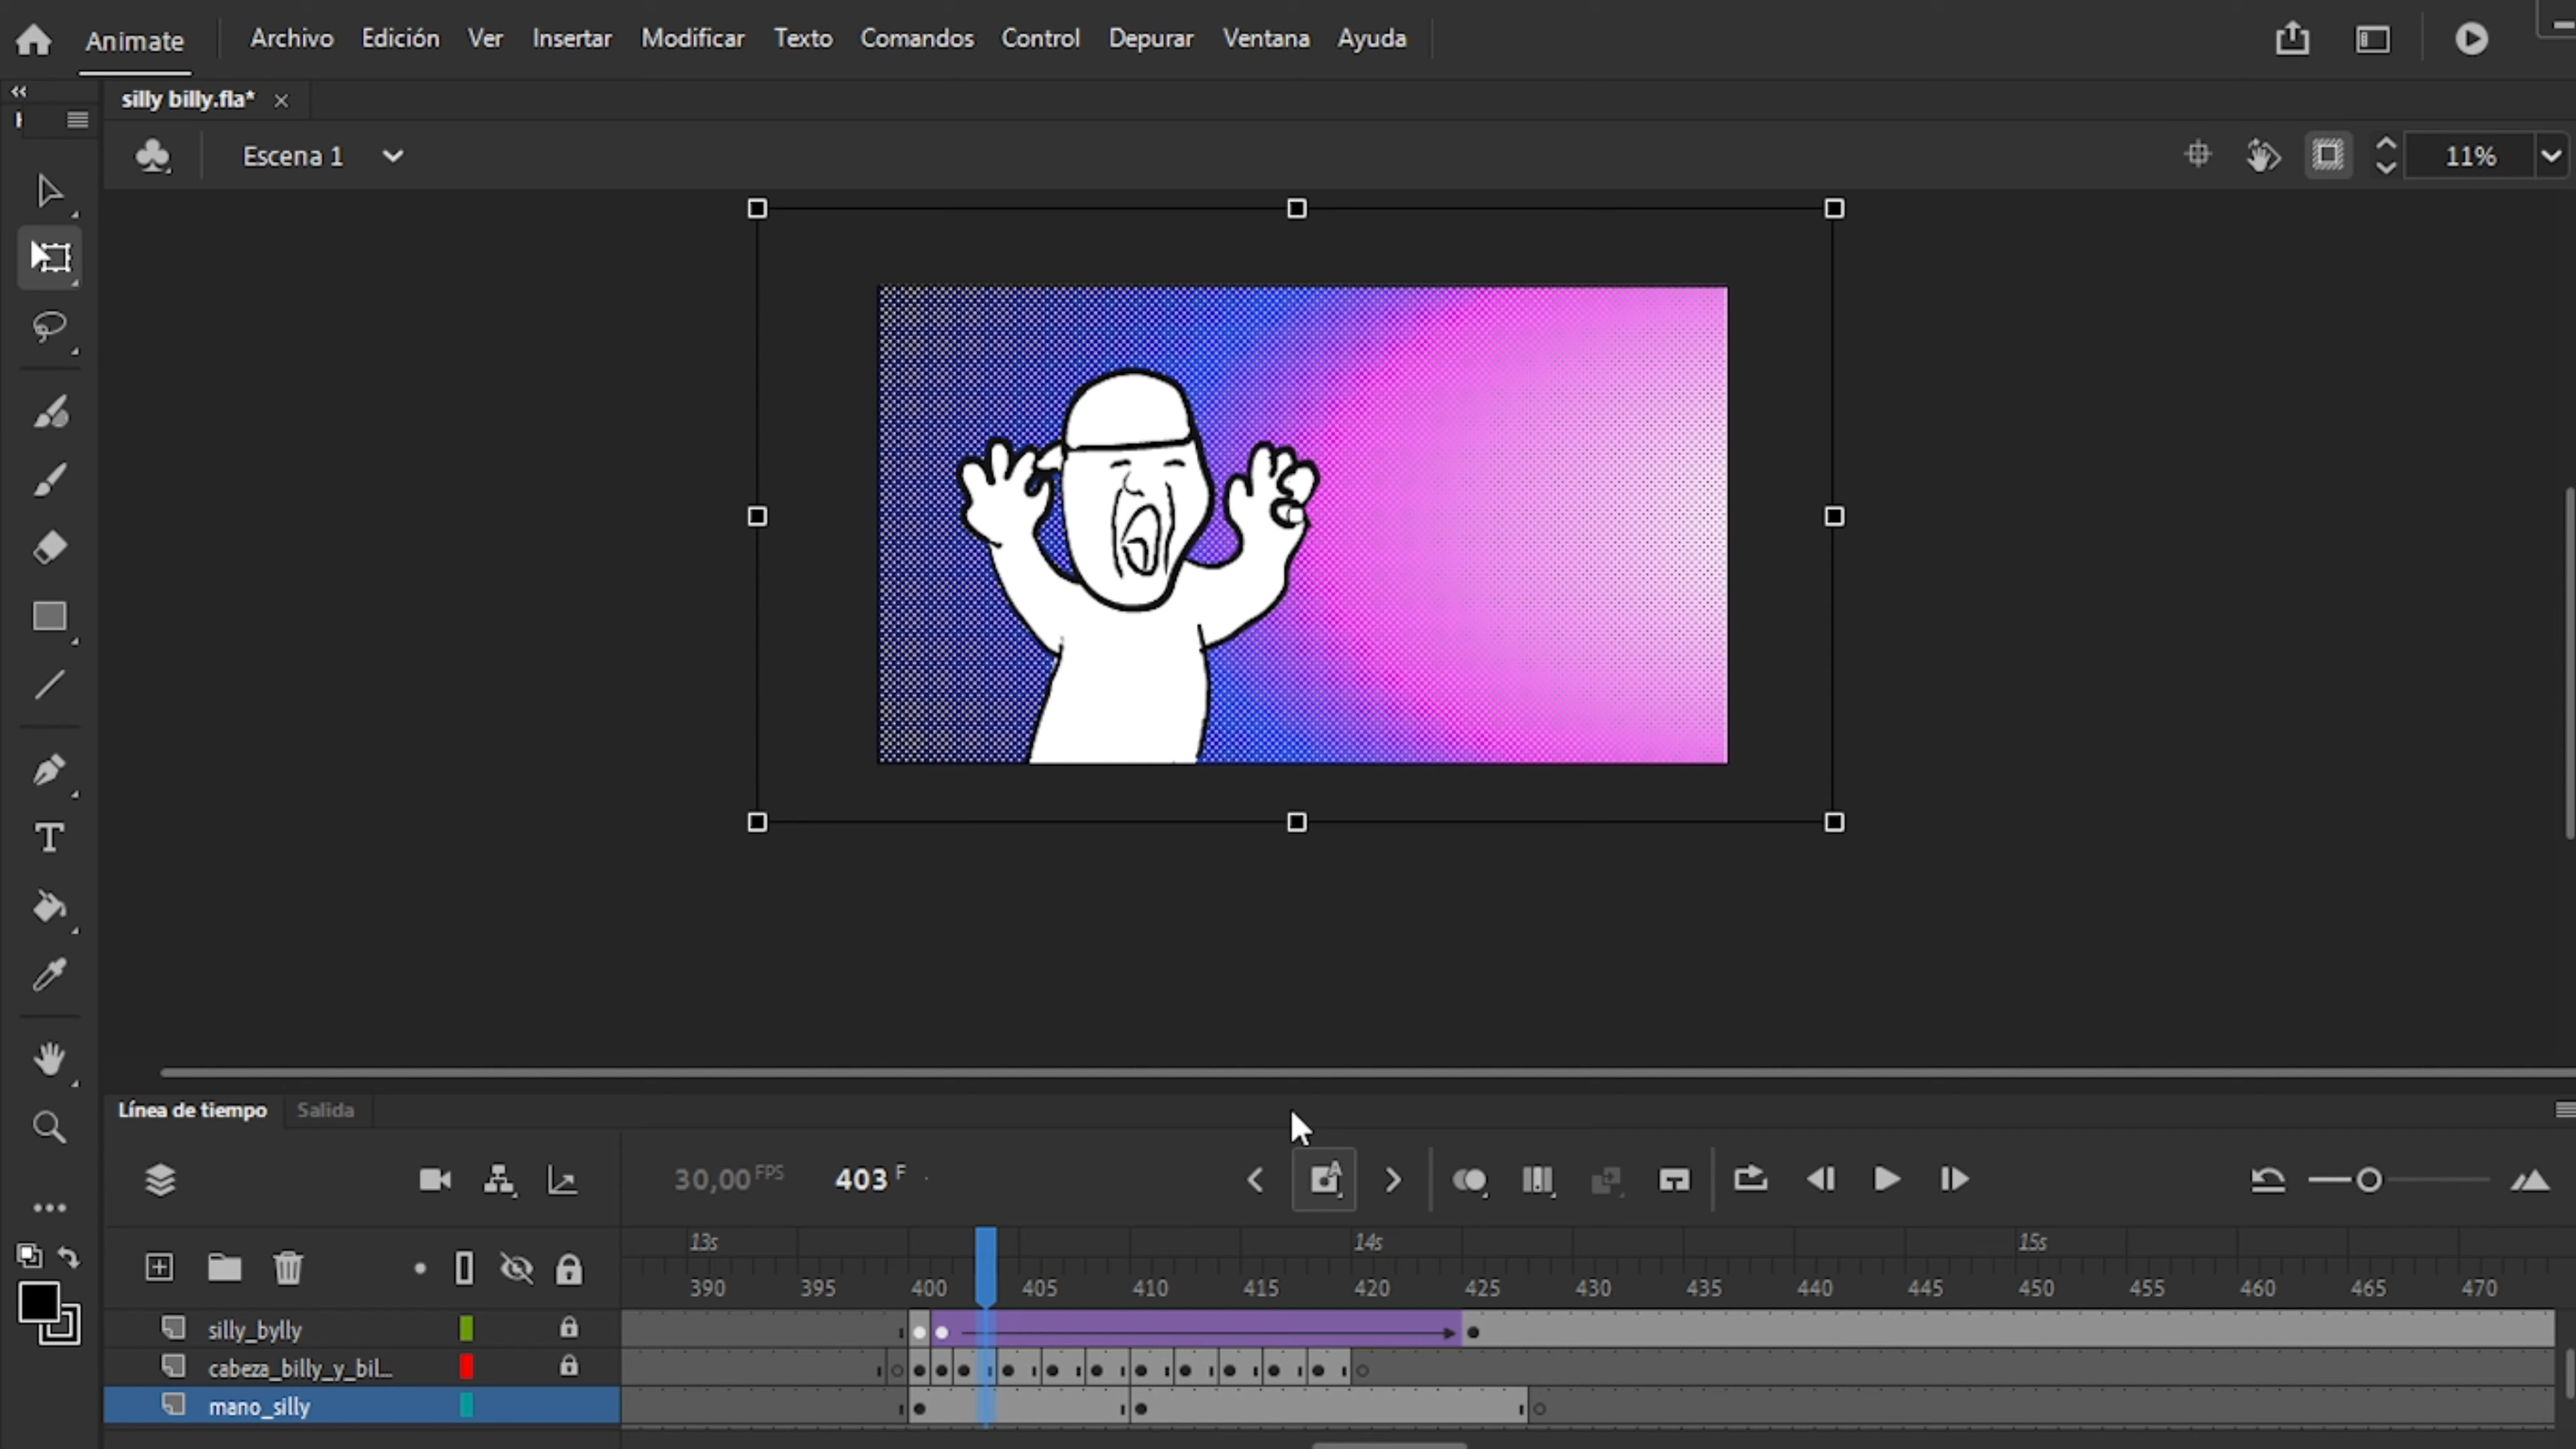 Animate Archivo Edición Ver Insertar Modificar Texto Comandos Control Depurar Ventana Ayuda
silly billy.fla*
Escena 1 11%
Línea de tiempo Salida
30,00 FPS 403 F
13s 14s 15s
390 395 400 405 410 415 420 425 430 435 440 445 450 455 460 465 470
silly_bylly
cabeza_billy_y_bil...
mano_silly